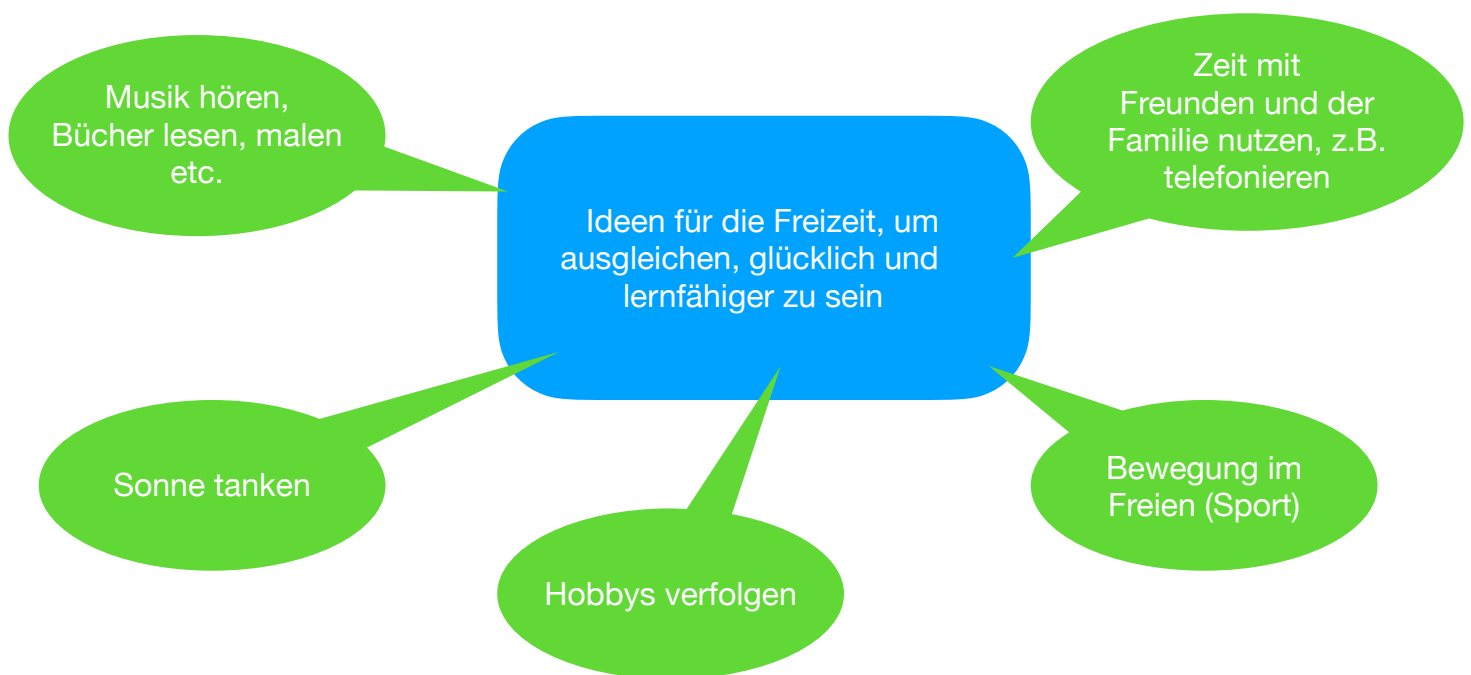 Musik hören,
Bücher lesen, malen
etc.
Zeit mit
Freunden und der
Familie nutzen, z.B.
telefonieren
Ideen für die Freizeit, um
ausgleichen, glücklich und
lernfähiger zu sein
Sonne tanken
Hobbys verfolgen
Bewegung im
Freien (Sport)